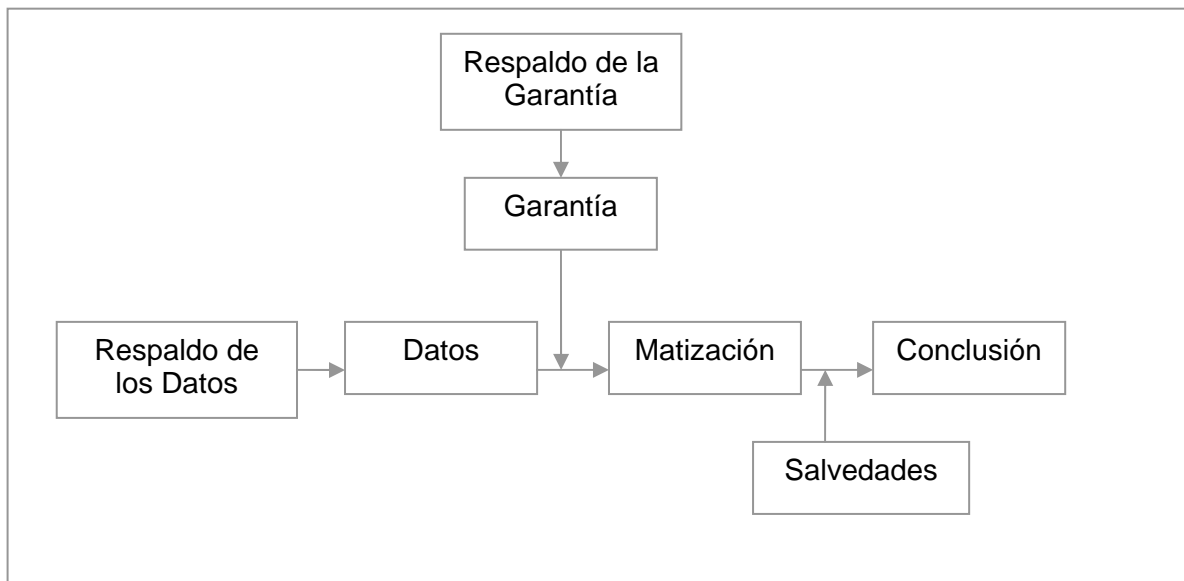 Respaldo de la
Garantía
Garantía
Respaldo de
los Datos
Datos
Matización
Conclusión
Salvedades